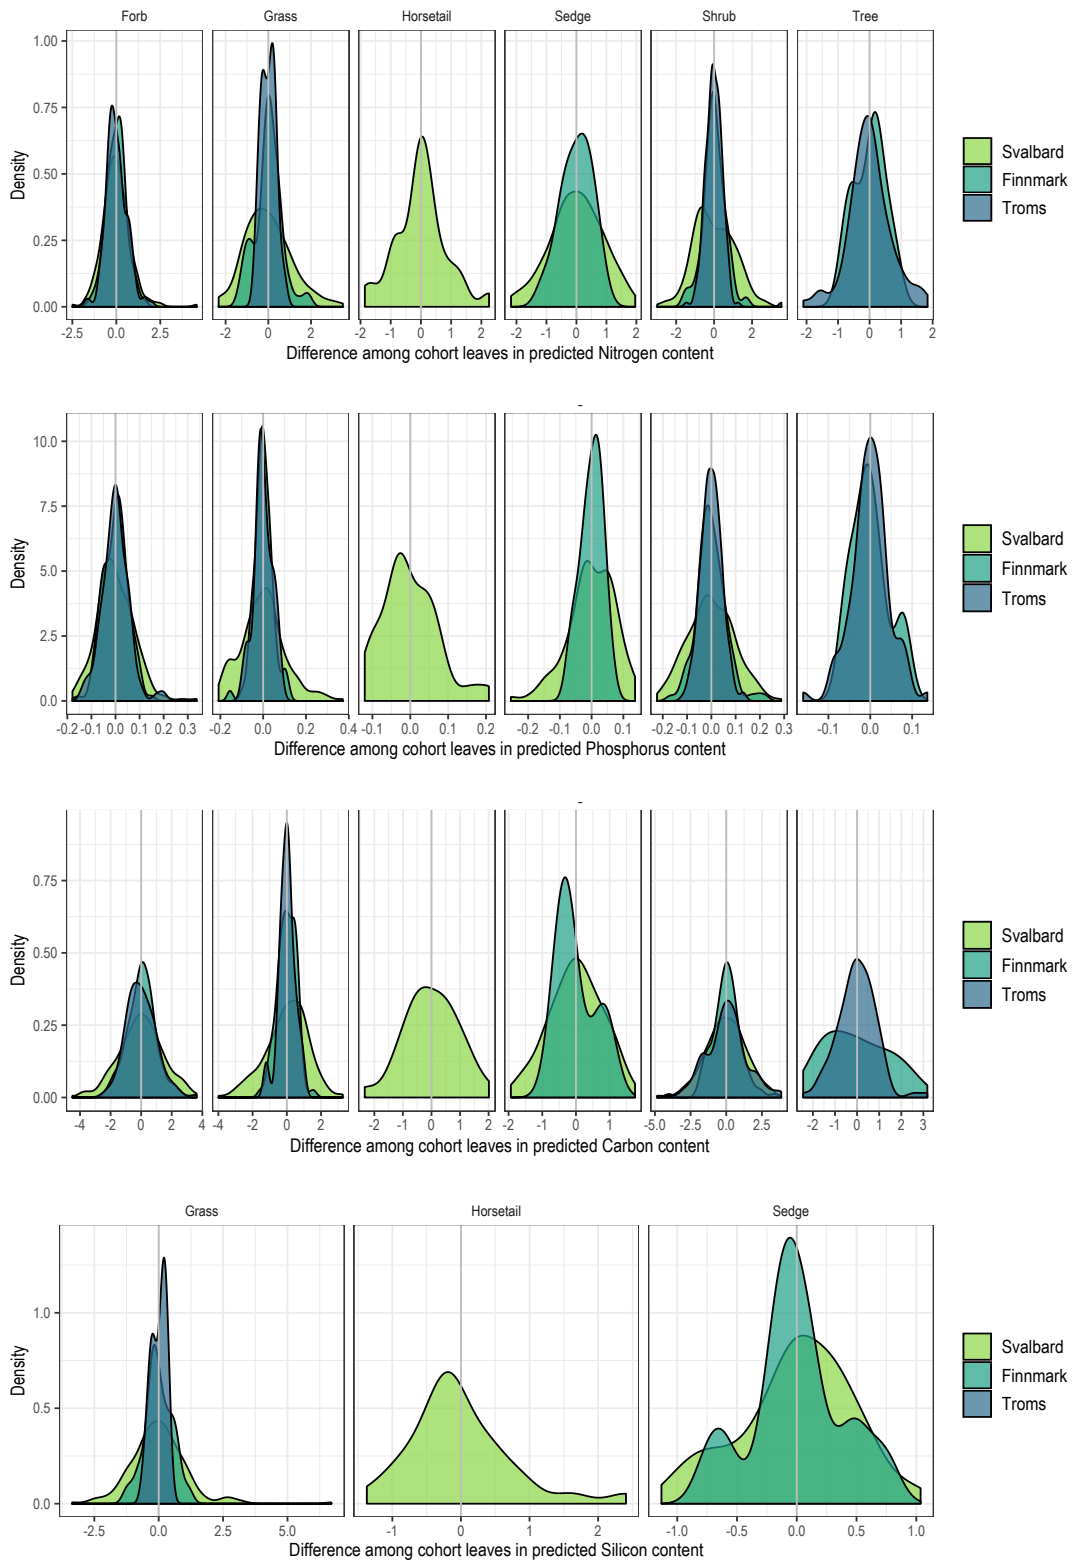 Forb Grass Horsetail Sedge Shrub Tree
1.00
0.75
0.50
0.25
0.00
Density
-2.5 0.0 2.5 -2 0 2 -2 -1 0 1 2 -2 -1 0 1 2 -2 0 2 -2 -1 0 1 2
Difference among cohort leaves in predicted Nitrogen content
Svalbard
Finnmark
Troms
10.0
7.5
5.0
2.5
0.0
Density
-0.2 -0.1 0.0 0.1 0.2 0.3 -0.2 0.0 0.2 0.4 -0.1 0.0 0.1 0.2 -0.2 -0.1 0.0 0.1 -0.2 -0.1 0.0 0.1 0.2 0.3 -0.1 0.0 0.1
Difference among cohort leaves in predicted Phosphorus content
Svalbard
Finnmark
Troms
0.75
0.50
0.25
0.00
Density
-4 -2 0 2 4 -4 -2 0 2 -2 -1 0 1 2 -2 -1 0 1 -5.0 -2.5 0.0 2.5 -2 -1 0 1 2 3
Difference among cohort leaves in predicted Carbon content
Svalbard
Finnmark
Troms
Grass Horsetail Sedge
1.0
0.5
0.0
Density
-2.5 0.0 2.5 5.0 -1 0 1 2 -1.0 -0.5 0.0 0.5 1.0
Difference among cohort leaves in predicted Silicon content
Svalbard
Finnmark
Troms